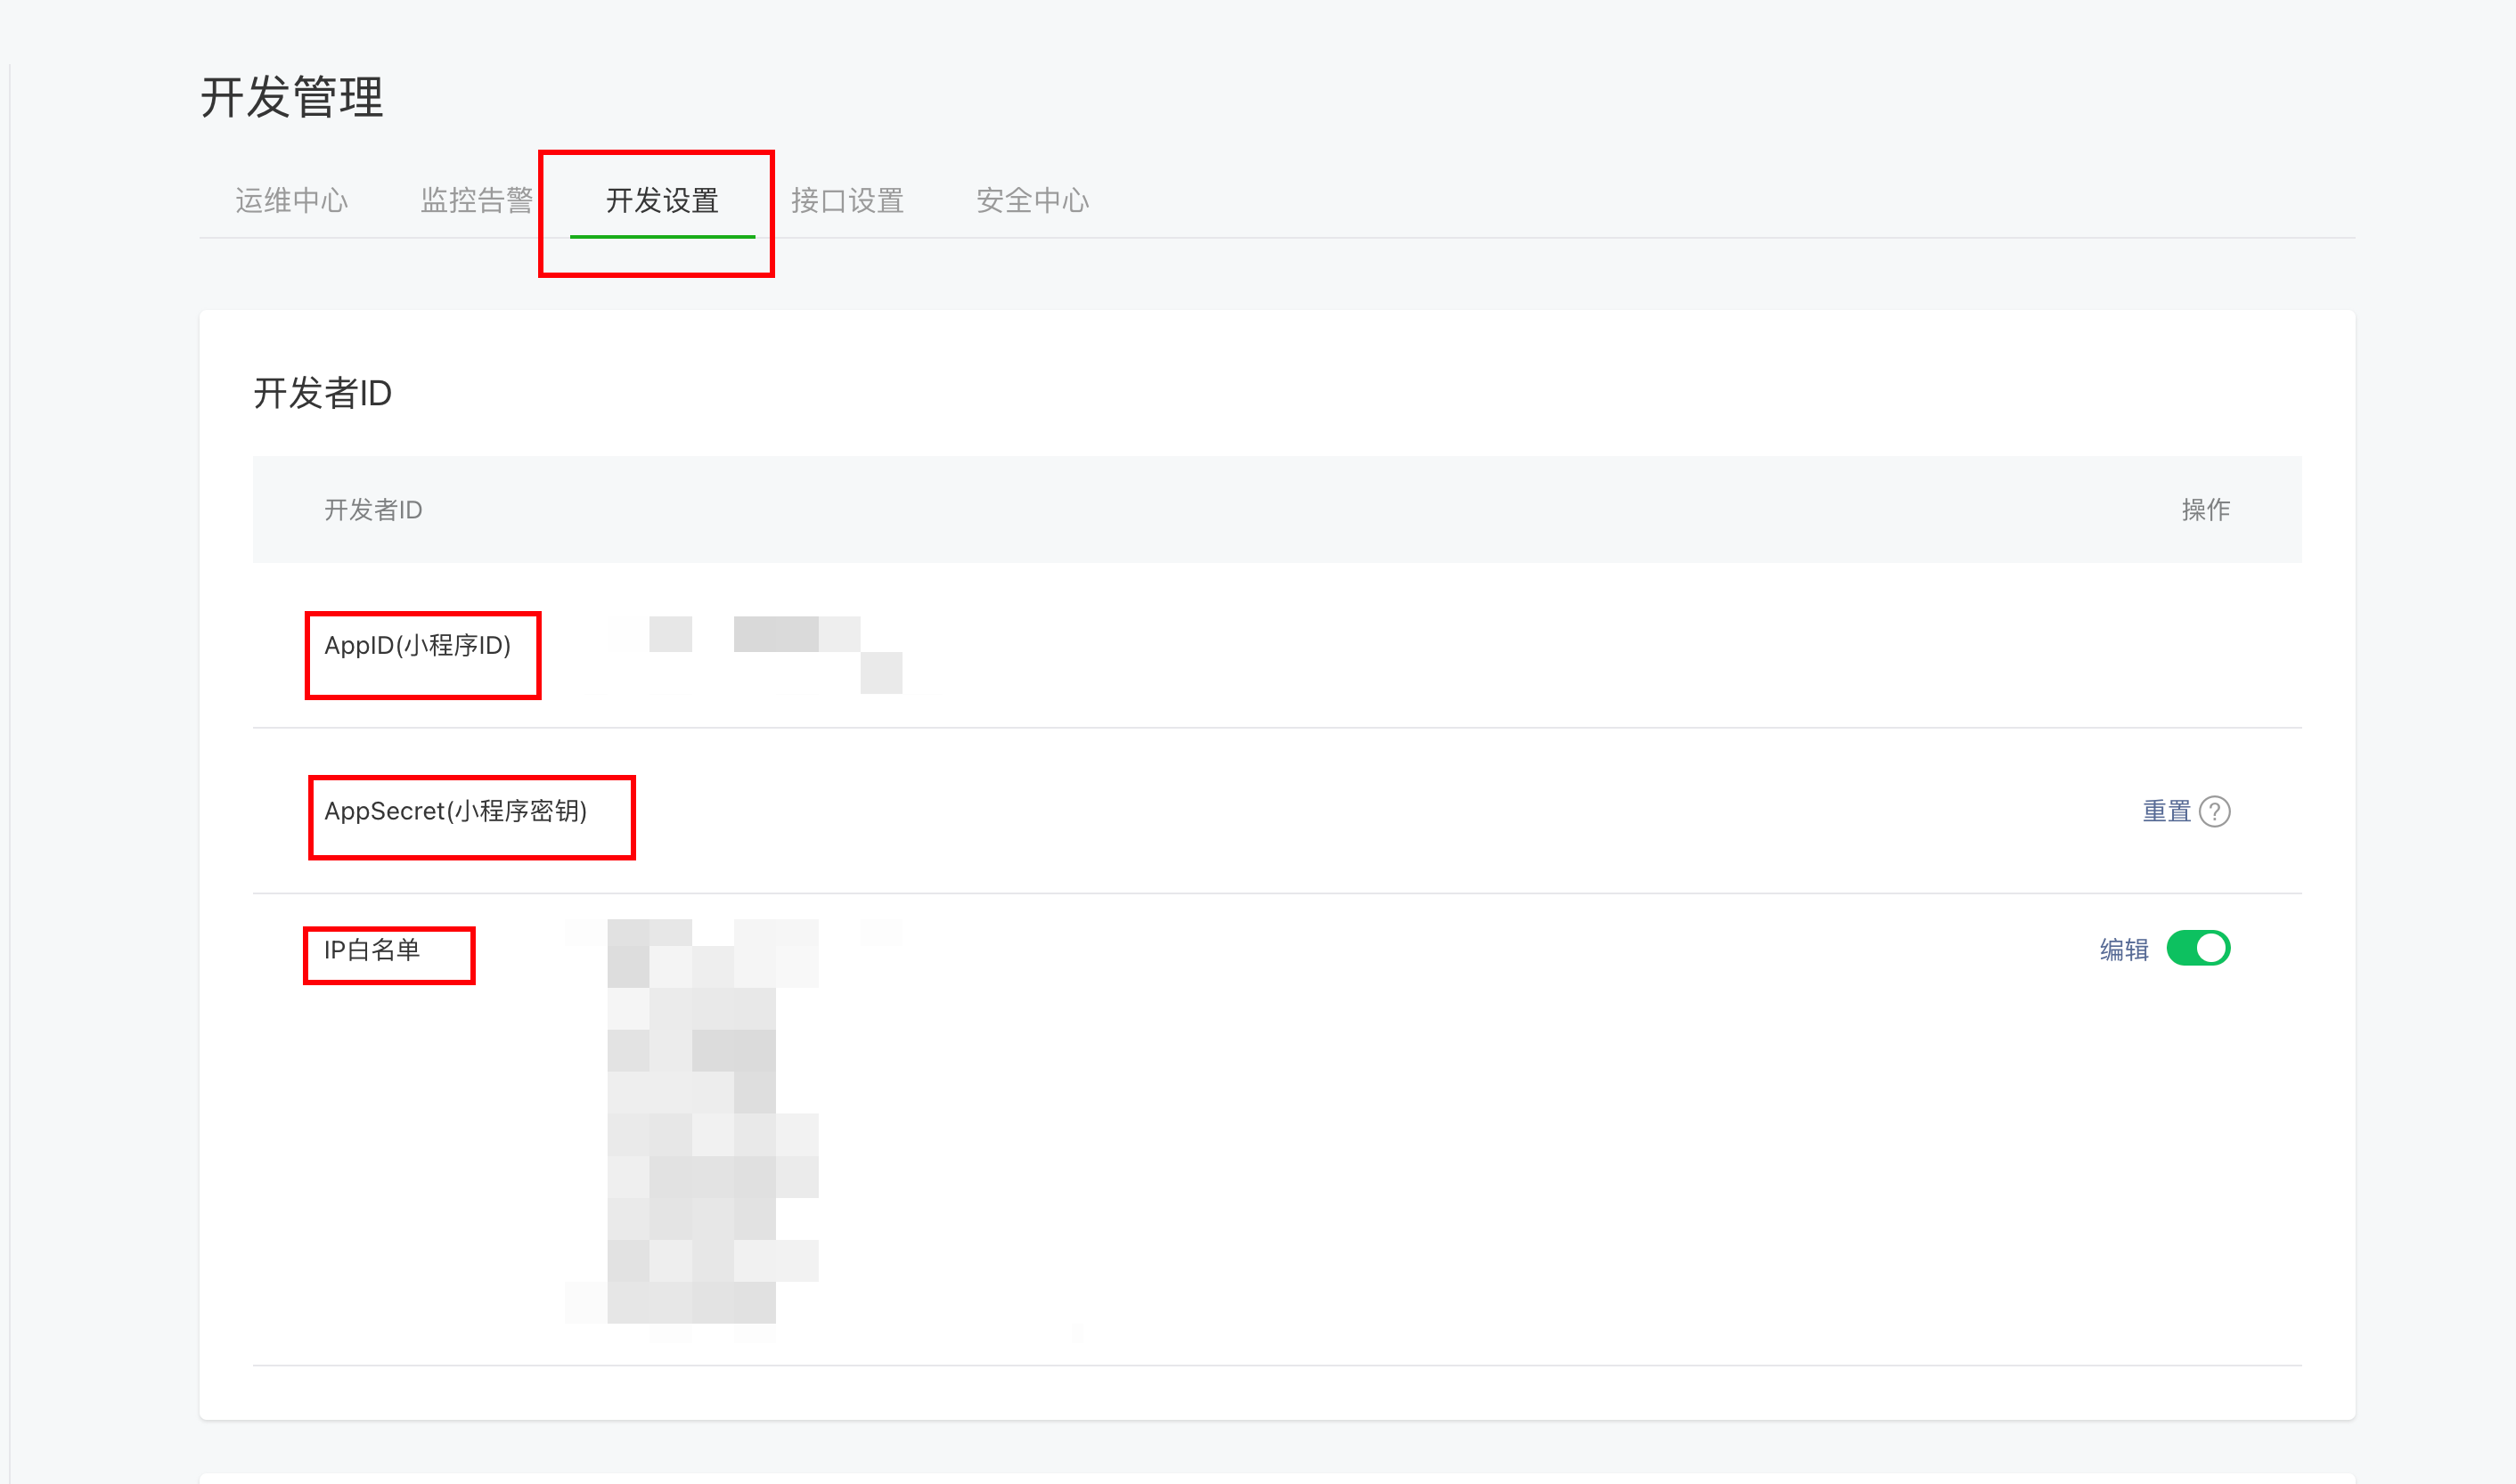 开发管理
运维中心 监控告警 开发设置 接口设置 安全中心
开发者ID
开发者ID 操作
AppID(小程序ID)
AppSecret(小程序密钥) 重置 ?
IP白名单 编辑